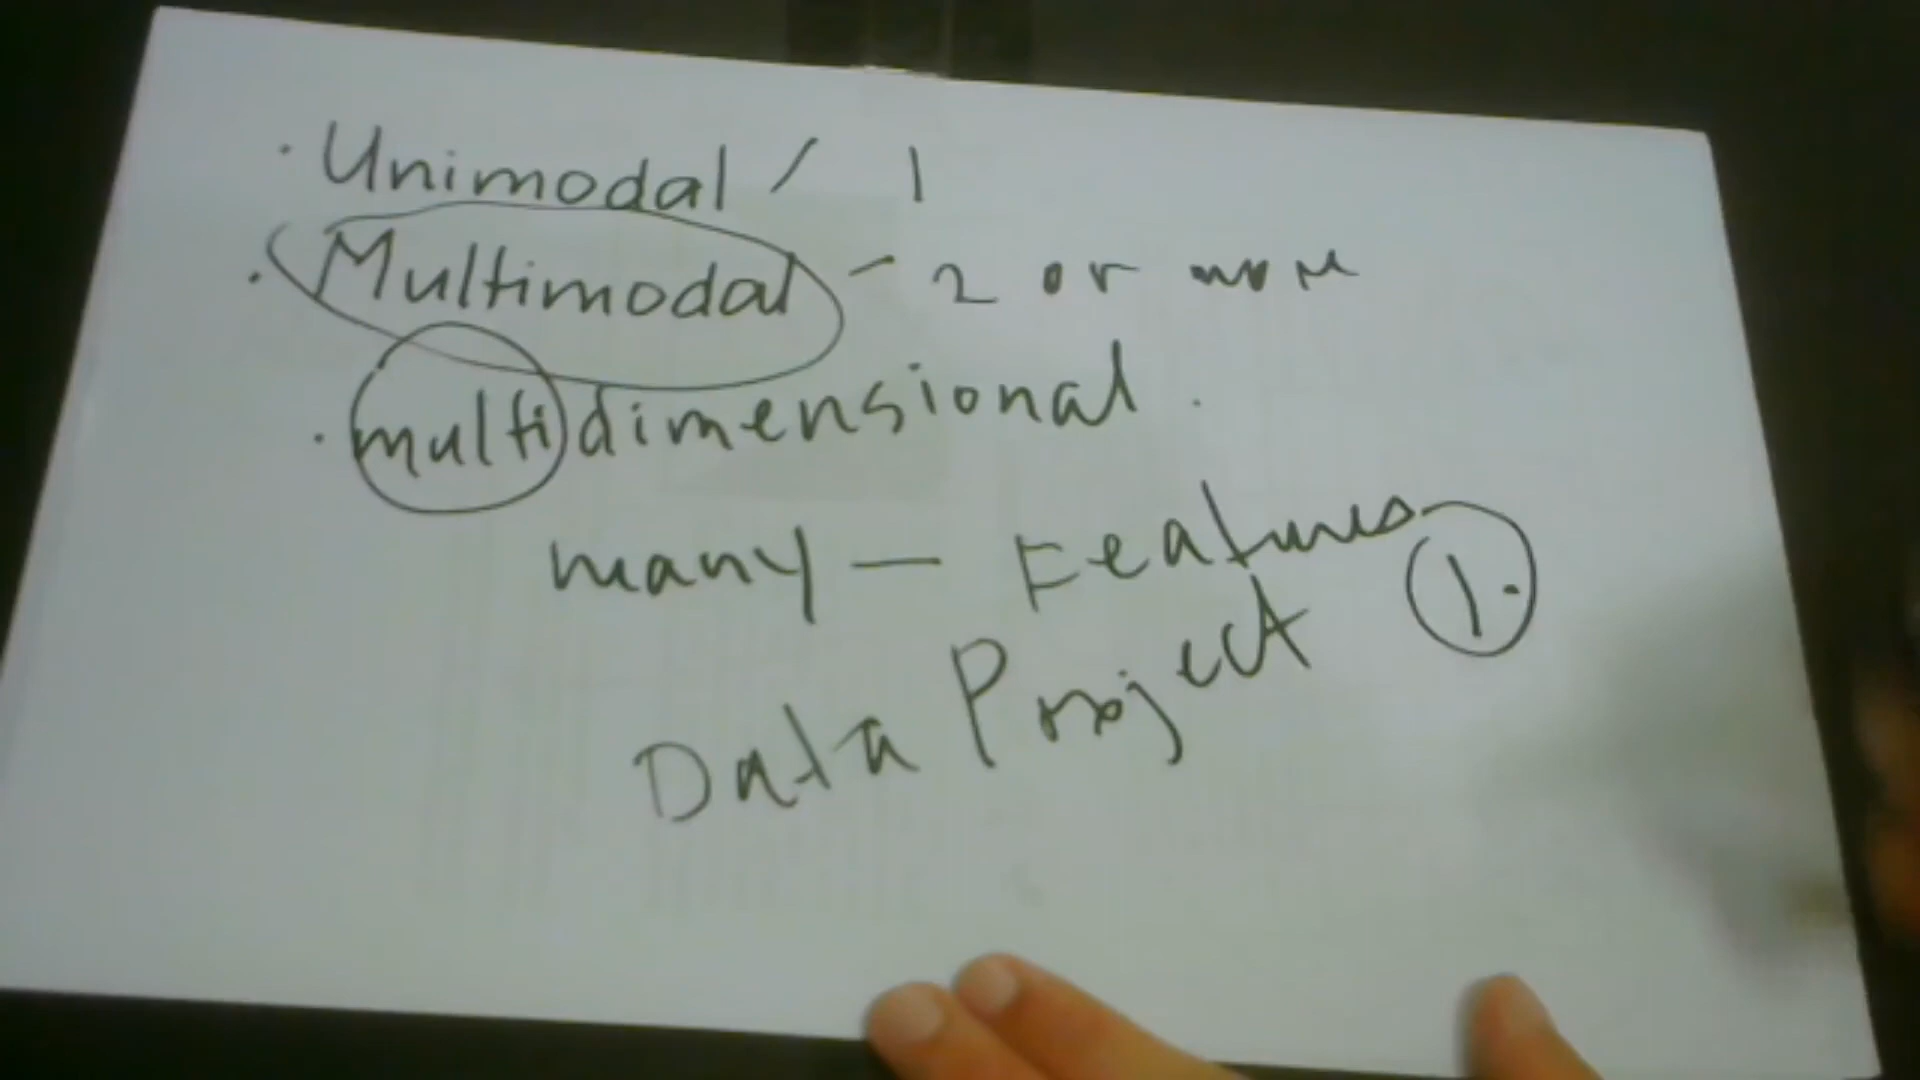 · Unimodal / 1
· Multimodal - 2 or more
· multidimensional.
many — Features
Data Project 1.